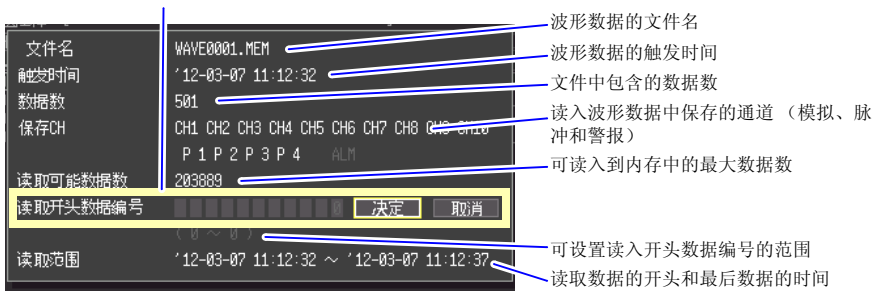 文件名 WAVE0001.MEM
触发时间 '12-03-07 11:12:32
数据数 501
保存CH CH1 CH2 CH3 CH4 CH5 CH6 CH7 CH8 CH9 CH10
P 1 P 2 P 3 P 4 ALM
读取可能数据数 203889
读取开头数据编号 0 决定 取消
( 0 ～ 0 )
读取范围 '12-03-07 11:12:32 ～ '12-03-07 11:12:37
波形数据的文件名
波形数据的触发时间
文件中包含的数据数
读入波形数据中保存的通道 （模拟、脉
冲和警报）
可读入到内存中的最大数据数
可设置读入开头数据编号的范围
读取数据的开头和最后数据的时间